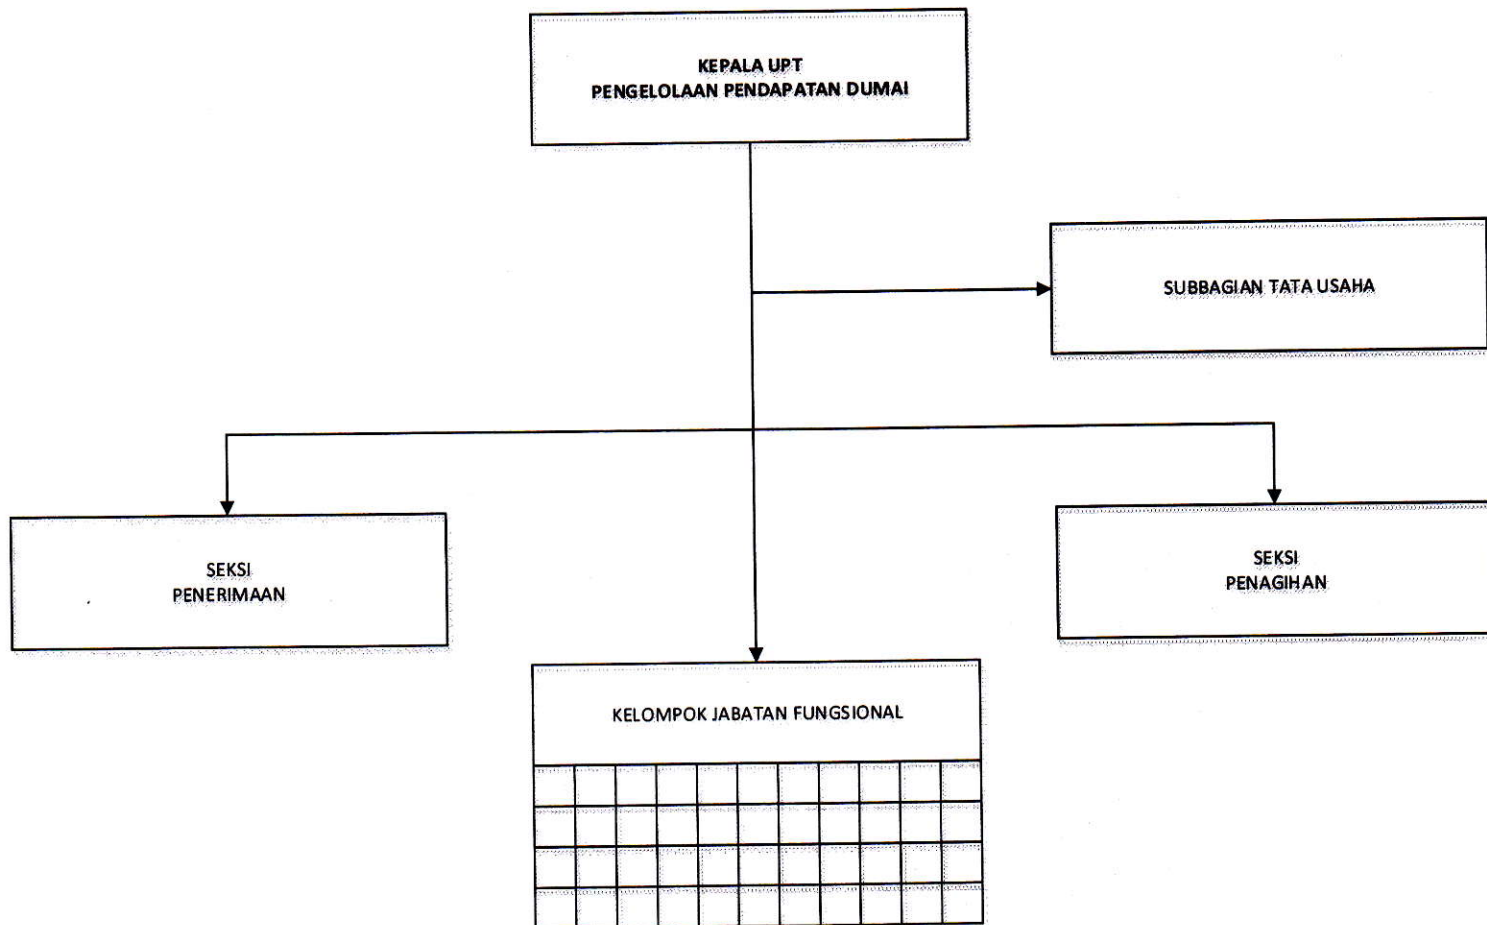 KEPALA UPT
PENGELOLAAN PENDAPATAN DUMAI
SUBBAGIAN TATA USAHA
SEKSI
PENERIMAAN
SEKSI
PENAGIHAN
KELOMPOK JABATAN FUNGSIONAL